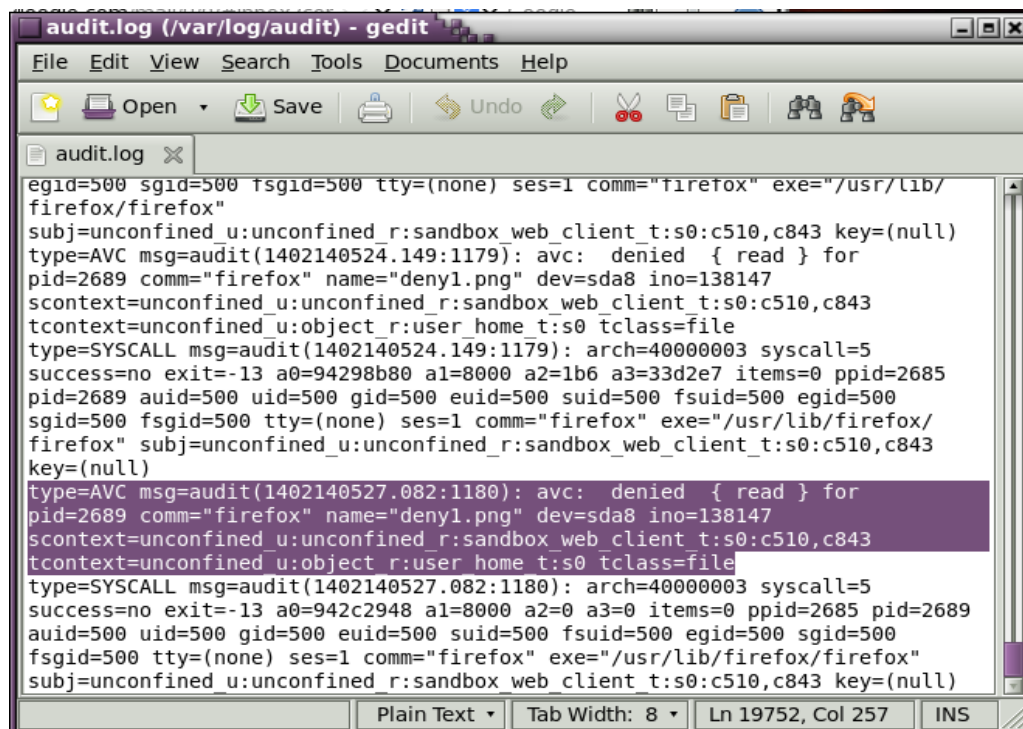 audit.log (/var/log/audit) - gedit
File Edit View Search Tools Documents Help
Open Save Undo
audit.log
egid=500 sgid=500 fsgid=500 tty=(none) ses=1 comm="firefox" exe="/usr/lib/
firefox/firefox"
subj=unconfined_u:unconfined_r:sandbox_web_client_t:s0:c510,c843 key=(null)
type=AVC msg=audit(1402140524.149:1179): avc:  denied  { read } for
pid=2689 comm="firefox" name="deny1.png" dev=sda8 ino=138147
scontext=unconfined_u:unconfined_r:sandbox_web_client_t:s0:c510,c843
tcontext=unconfined_u:object_r:user_home_t:s0 tclass=file
type=SYSCALL msg=audit(1402140524.149:1179): arch=40000003 syscall=5
success=no exit=-13 a0=94298b80 a1=8000 a2=1b6 a3=33d2e7 items=0 ppid=2685
pid=2689 auid=500 uid=500 gid=500 euid=500 suid=500 fsuid=500 egid=500
sgid=500 fsgid=500 tty=(none) ses=1 comm="firefox" exe="/usr/lib/firefox/
firefox" subj=unconfined_u:unconfined_r:sandbox_web_client_t:s0:c510,c843
key=(null)
type=AVC msg=audit(1402140527.082:1180): avc:  denied  { read } for
pid=2689 comm="firefox" name="deny1.png" dev=sda8 ino=138147
scontext=unconfined_u:unconfined_r:sandbox_web_client_t:s0:c510,c843
tcontext=unconfined_u:object_r:user_home_t:s0 tclass=file
type=SYSCALL msg=audit(1402140527.082:1180): arch=40000003 syscall=5
success=no exit=-13 a0=942c2948 a1=8000 a2=0 a3=0 items=0 ppid=2685 pid=2689
auid=500 uid=500 gid=500 euid=500 suid=500 fsuid=500 egid=500 sgid=500
fsgid=500 tty=(none) ses=1 comm="firefox" exe="/usr/lib/firefox/firefox"
subj=unconfined_u:unconfined_r:sandbox_web_client_t:s0:c510,c843 key=(null)
Plain Text Tab Width: 8 Ln 19752, Col 257 INS